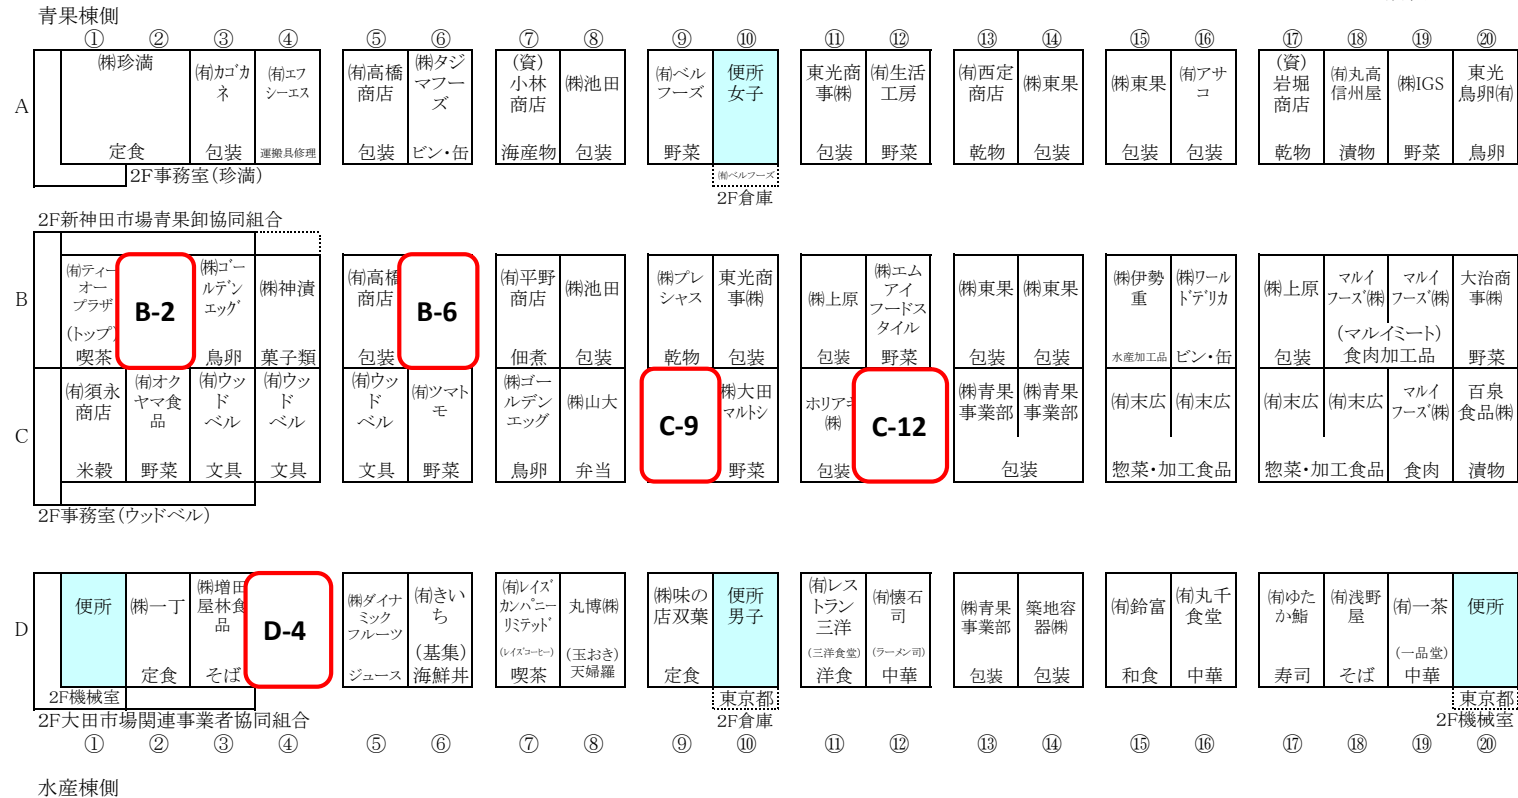 青果棟側
① ② ③ ④ ⑤ ⑥ ⑦ ⑧ ⑨ ⑩ ⑪ ⑫ ⑬ ⑭ ⑮ ⑯ ⑰ ⑱ ⑲ ⑳
A
㈱珍満
定食
㈲カゴカ
ネ
包装
㈲エフ
シーエス
運搬具修理
㈲高橋
商店
包装
㈱タジ
マフー
ズ
ビン・缶
(資)
小林
商店
海産物
㈱池田
包装
㈲ベル
フーズ
野菜
便所
女子
東光商
事㈱
包装
㈲生活
工房
野菜
㈲西定
商店
乾物
㈱東果
包装
㈱東果
包装
㈲アサ
コ
包装
(資)
岩堀
商店
乾物
㈲丸高
信州屋
漬物
㈱IGS
野菜
東光
鳥卵㈲
鳥卵
2F事務室(珍満)
㈲ベルフーズ
2F倉庫
2F新神田市場青果卸協同組合
B
㈲ティー
オー
プラザ
(トップ)
喫茶
B-2
㈱ゴー
ルデン
エッグ
鳥卵
㈱神漬
菓子類
㈲高橋
商店
包装
B-6
㈲平野
商店
佃煮
㈱池田
包装
㈱プレ
シャス
乾物
東光商
事㈱
包装
㈱上原
包装
㈱エム
アイ
フードス
タイル
野菜
㈱東果
包装
㈱東果
包装
㈱伊勢
重
水産加工品
㈱ワール
ドデリカ
ビン・缶
㈱上原
包装
マルイ
フーズ㈱
マルイ
フーズ㈱
(マルイミート)
食肉加工品
大治商
事㈱
野菜
C
㈲須永
商店
米穀
㈲オク
ヤマ食
品
野菜
㈲ウッ
ド
ベル
文具
㈲ウッ
ド
ベル
文具
㈲ウッ
ド
ベル
文具
㈲ツマト
モ
野菜
㈱ゴー
ルデン
エッグ
鳥卵
㈱山大
弁当
C-9
㈱大田
マルトシ
野菜
ホリアキ
㈱
包装
C-12
㈱青果
事業部
㈱青果
事業部
包装
㈲末広
㈲末広
惣菜・加工食品
㈲末広
㈲末広
惣菜・加工食品
マルイ
フーズ㈱
食肉
百泉
食品㈱
漬物
2F事務室(ウッドベル)
D
便所
㈱一丁
定食
㈱増田
屋林食
品
そば
D-4
㈱ダイナ
ミック
フルーツ
ジュース
㈲きい
ち
(基集)
海鮮丼
㈲レイズ
カンパニー
リミテッド
(レイズコーヒー)
喫茶
丸博㈱
(玉おき)
天婦羅
㈱味の
店双葉
定食
便所
男子
㈲レス
トラン
三洋
(三洋食堂)
洋食
㈲懐石
司
(ラーメン司)
中華
㈱青果
事業部
包装
築地容
器㈱
包装
㈲鈴富
和食
㈲丸千
食堂
中華
㈲ゆた
か鮨
寿司
㈲浅野
屋
そば
㈲一茶
(一品堂)
中華
便所
2F機械室
東京都
2F倉庫
東京都
2F機械室
2F大田市場関連事業者協同組合
① ② ③ ④ ⑤ ⑥ ⑦ ⑧ ⑨ ⑩ ⑪ ⑫ ⑬ ⑭ ⑮ ⑯ ⑰ ⑱ ⑲ ⑳
水産棟側